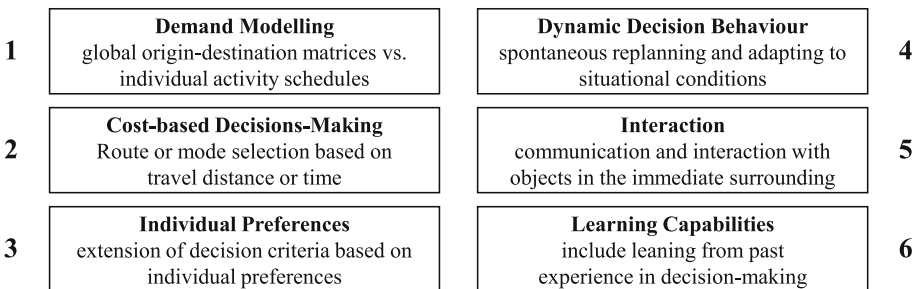 1
Demand Modelling
global origin-destination matrices vs.
individual activity schedules
2
Cost-based Decisions-Making
Route or mode selection based on
travel distance or time
3
Individual Preferences
extension of decision criteria based on
individual preferences
Dynamic Decision Behaviour
spontaneous replanning and adapting to
situational conditions
4
Interaction
communication and interaction with
objects in the immediate surrounding
5
Learning Capabilities
include leaning from past
experience in decision-making
6